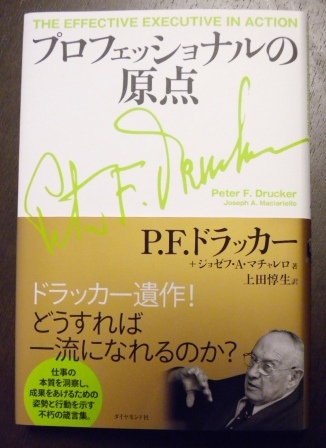 THE EFFECTIVE EXECUTIVE IN ACTION
プロフェッショナルの
原点
Peter F. Drucker
Joseph A. Maciariello
Peter F. Drucker
P.F.ドラッカー
+ジョゼフ・A・マチャレロ 著
上田惇生 訳
ドラッカー遺作!
どうすれば
一流になれるのか?
仕事の
本質を洞察し、
成果をあげるための
姿勢と行動を示す
不朽の箴言集。
ダイヤモンド社